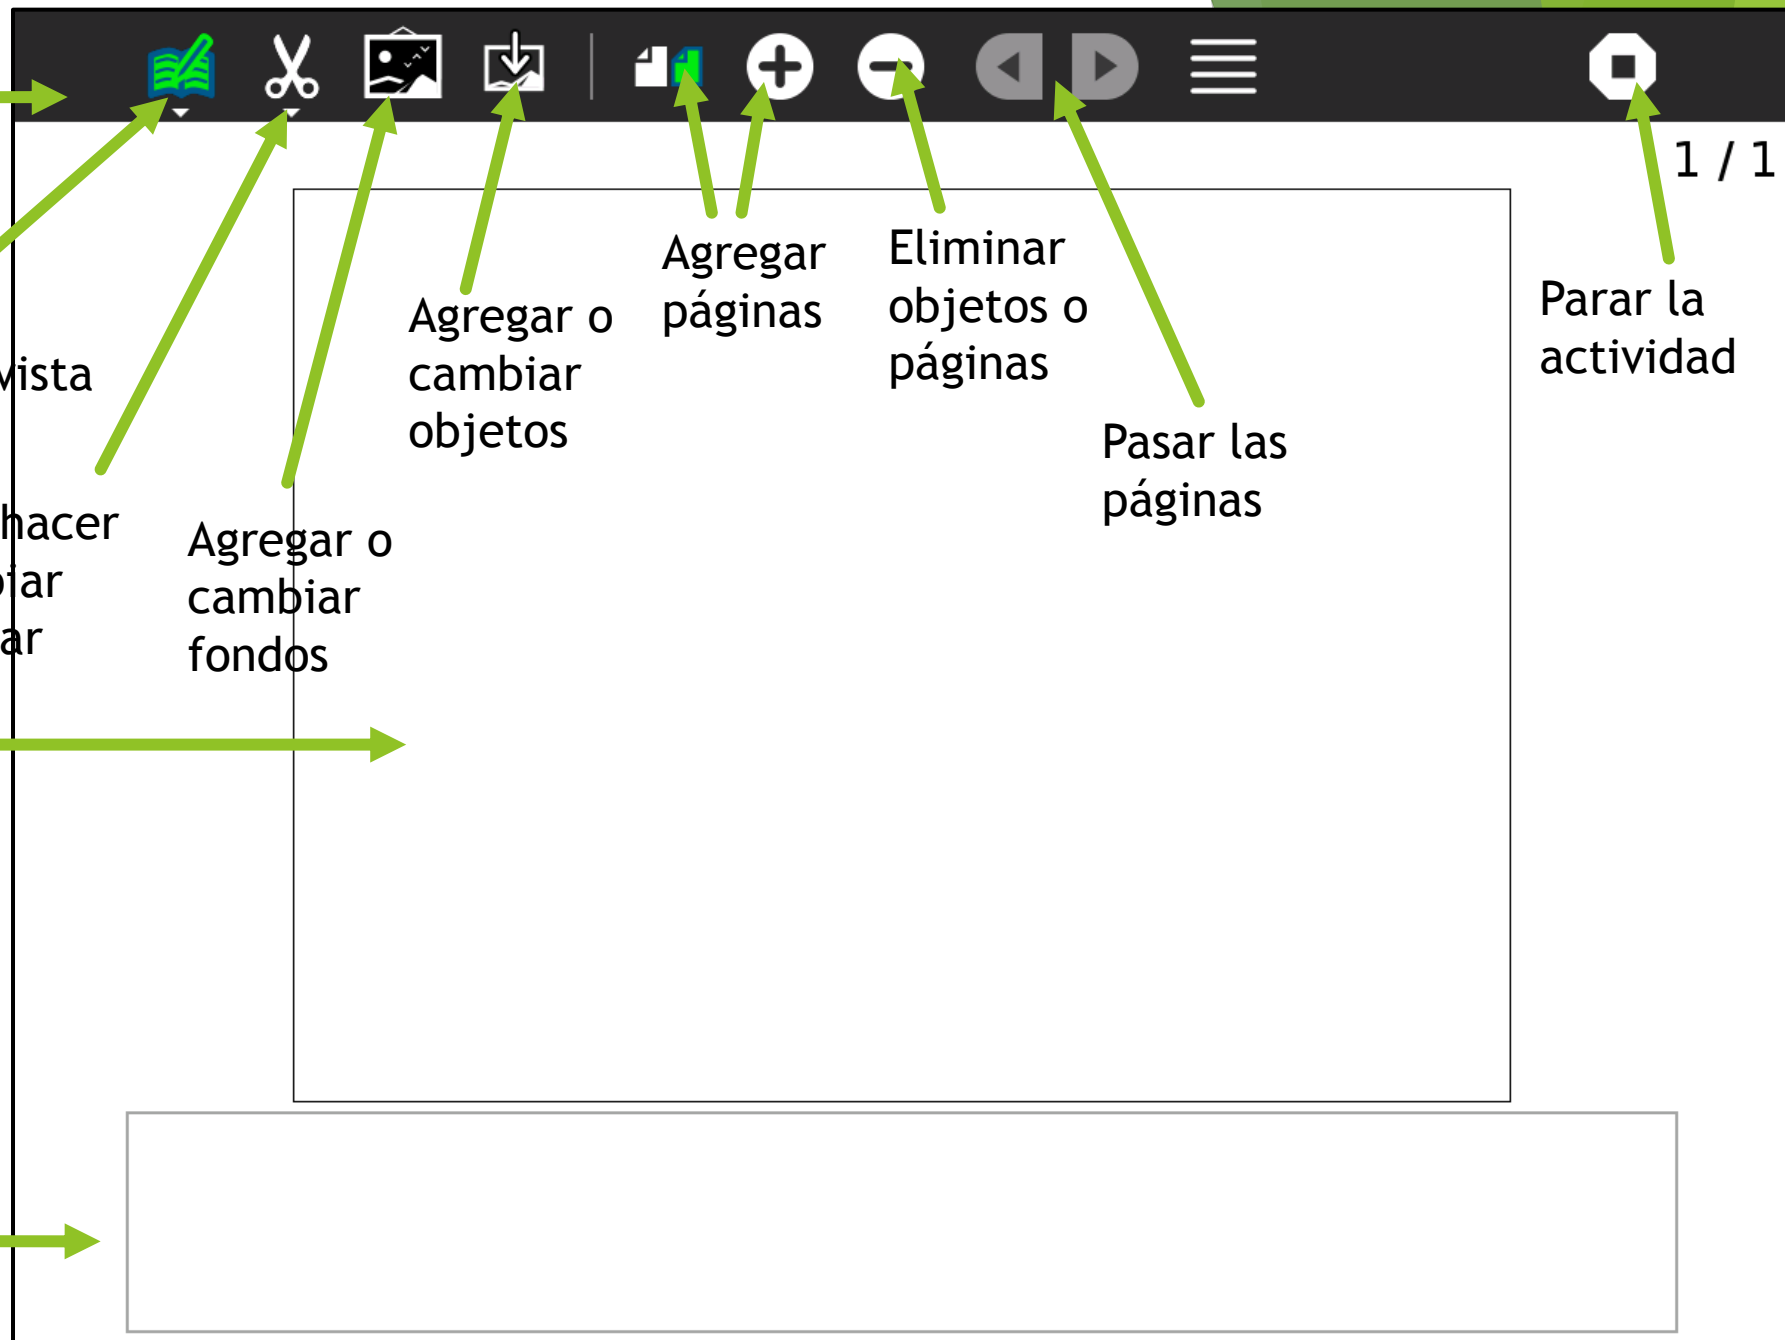 1 / 1
Agregar
páginas
Eliminar
objetos o
páginas
Parar la
actividad
Agregar o
cambiar
objetos
vista
Pasar las
páginas
hacer
iar
ar
Agregar o
cambiar
fondos